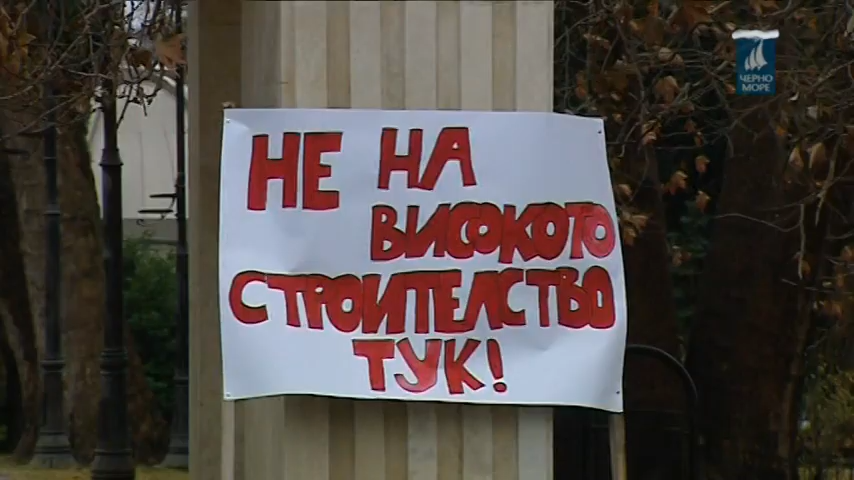 НЕ НА
ВИСОКОТО
СТРОИТЕЛСТВО
ТУК!
ЧЕРНО
МОРЕ